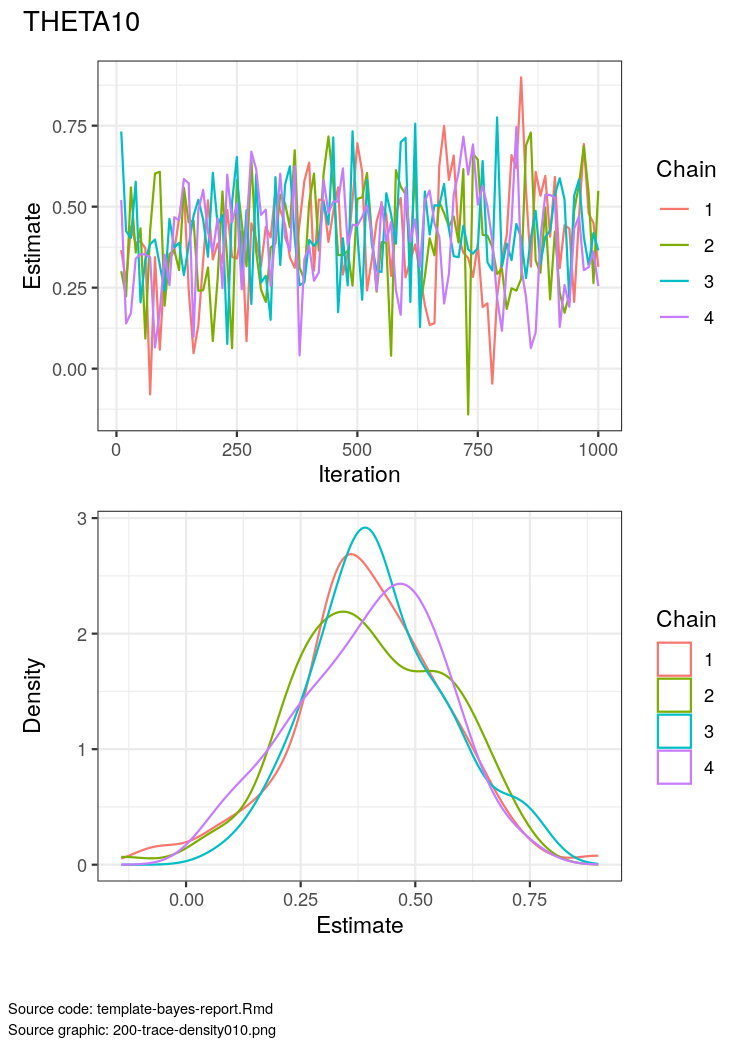 THETA10
0.75
0.50
0.25
0.00
Estimate
0 250 500 750 1000
Iteration
Chain
1
2
3
4
3
2
1
0
Density
0.00 0.25 0.50 0.75
Estimate
Chain
1
2
3
4
Source code: template-bayes-report.Rmd
Source graphic: 200-trace-density010.png